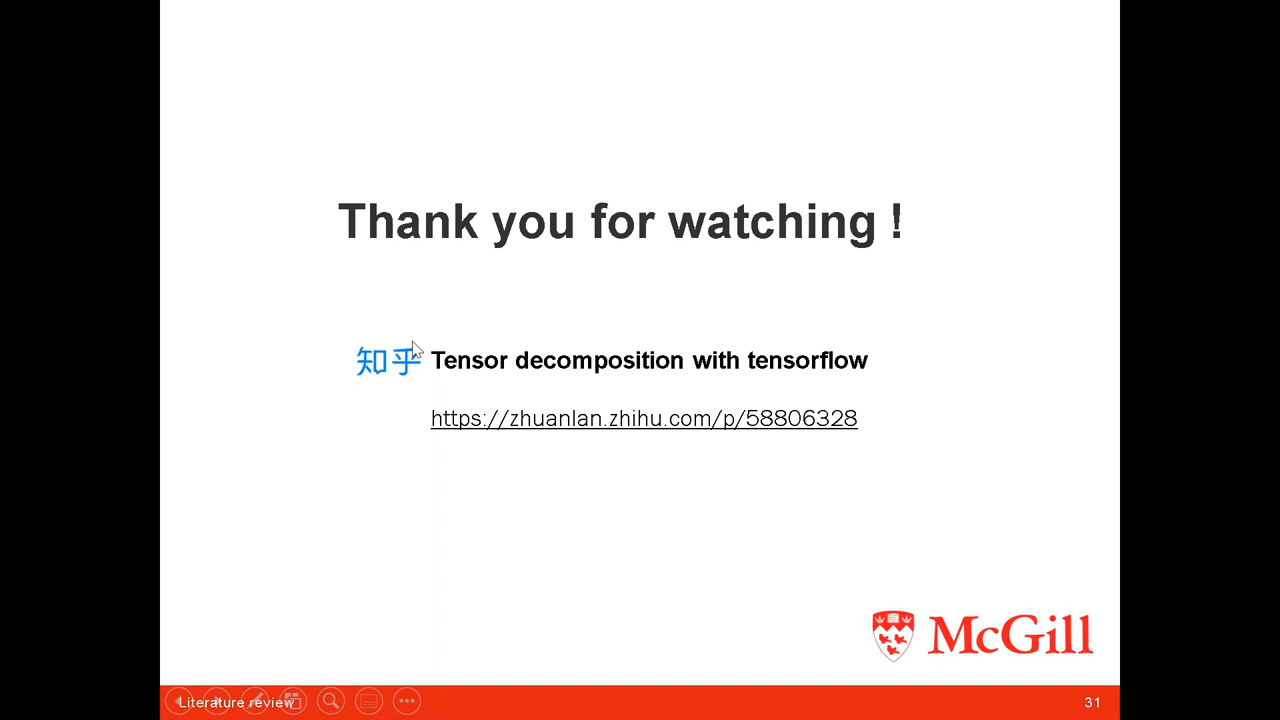 Thank you for watching !
知乎 Tensor decomposition with tensorflow
https://zhuanlan.zhihu.com/p/58806328
McGill
Literature review
31